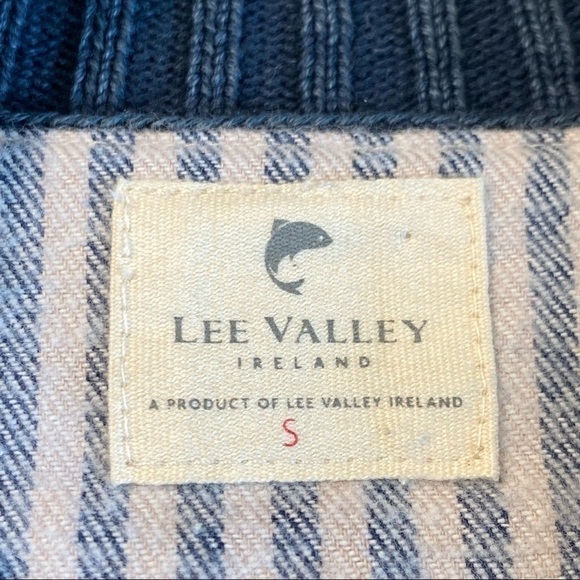 LEE VALLEY
IRELAND
A PRODUCT OF LEE VALLEY IRELAND
S